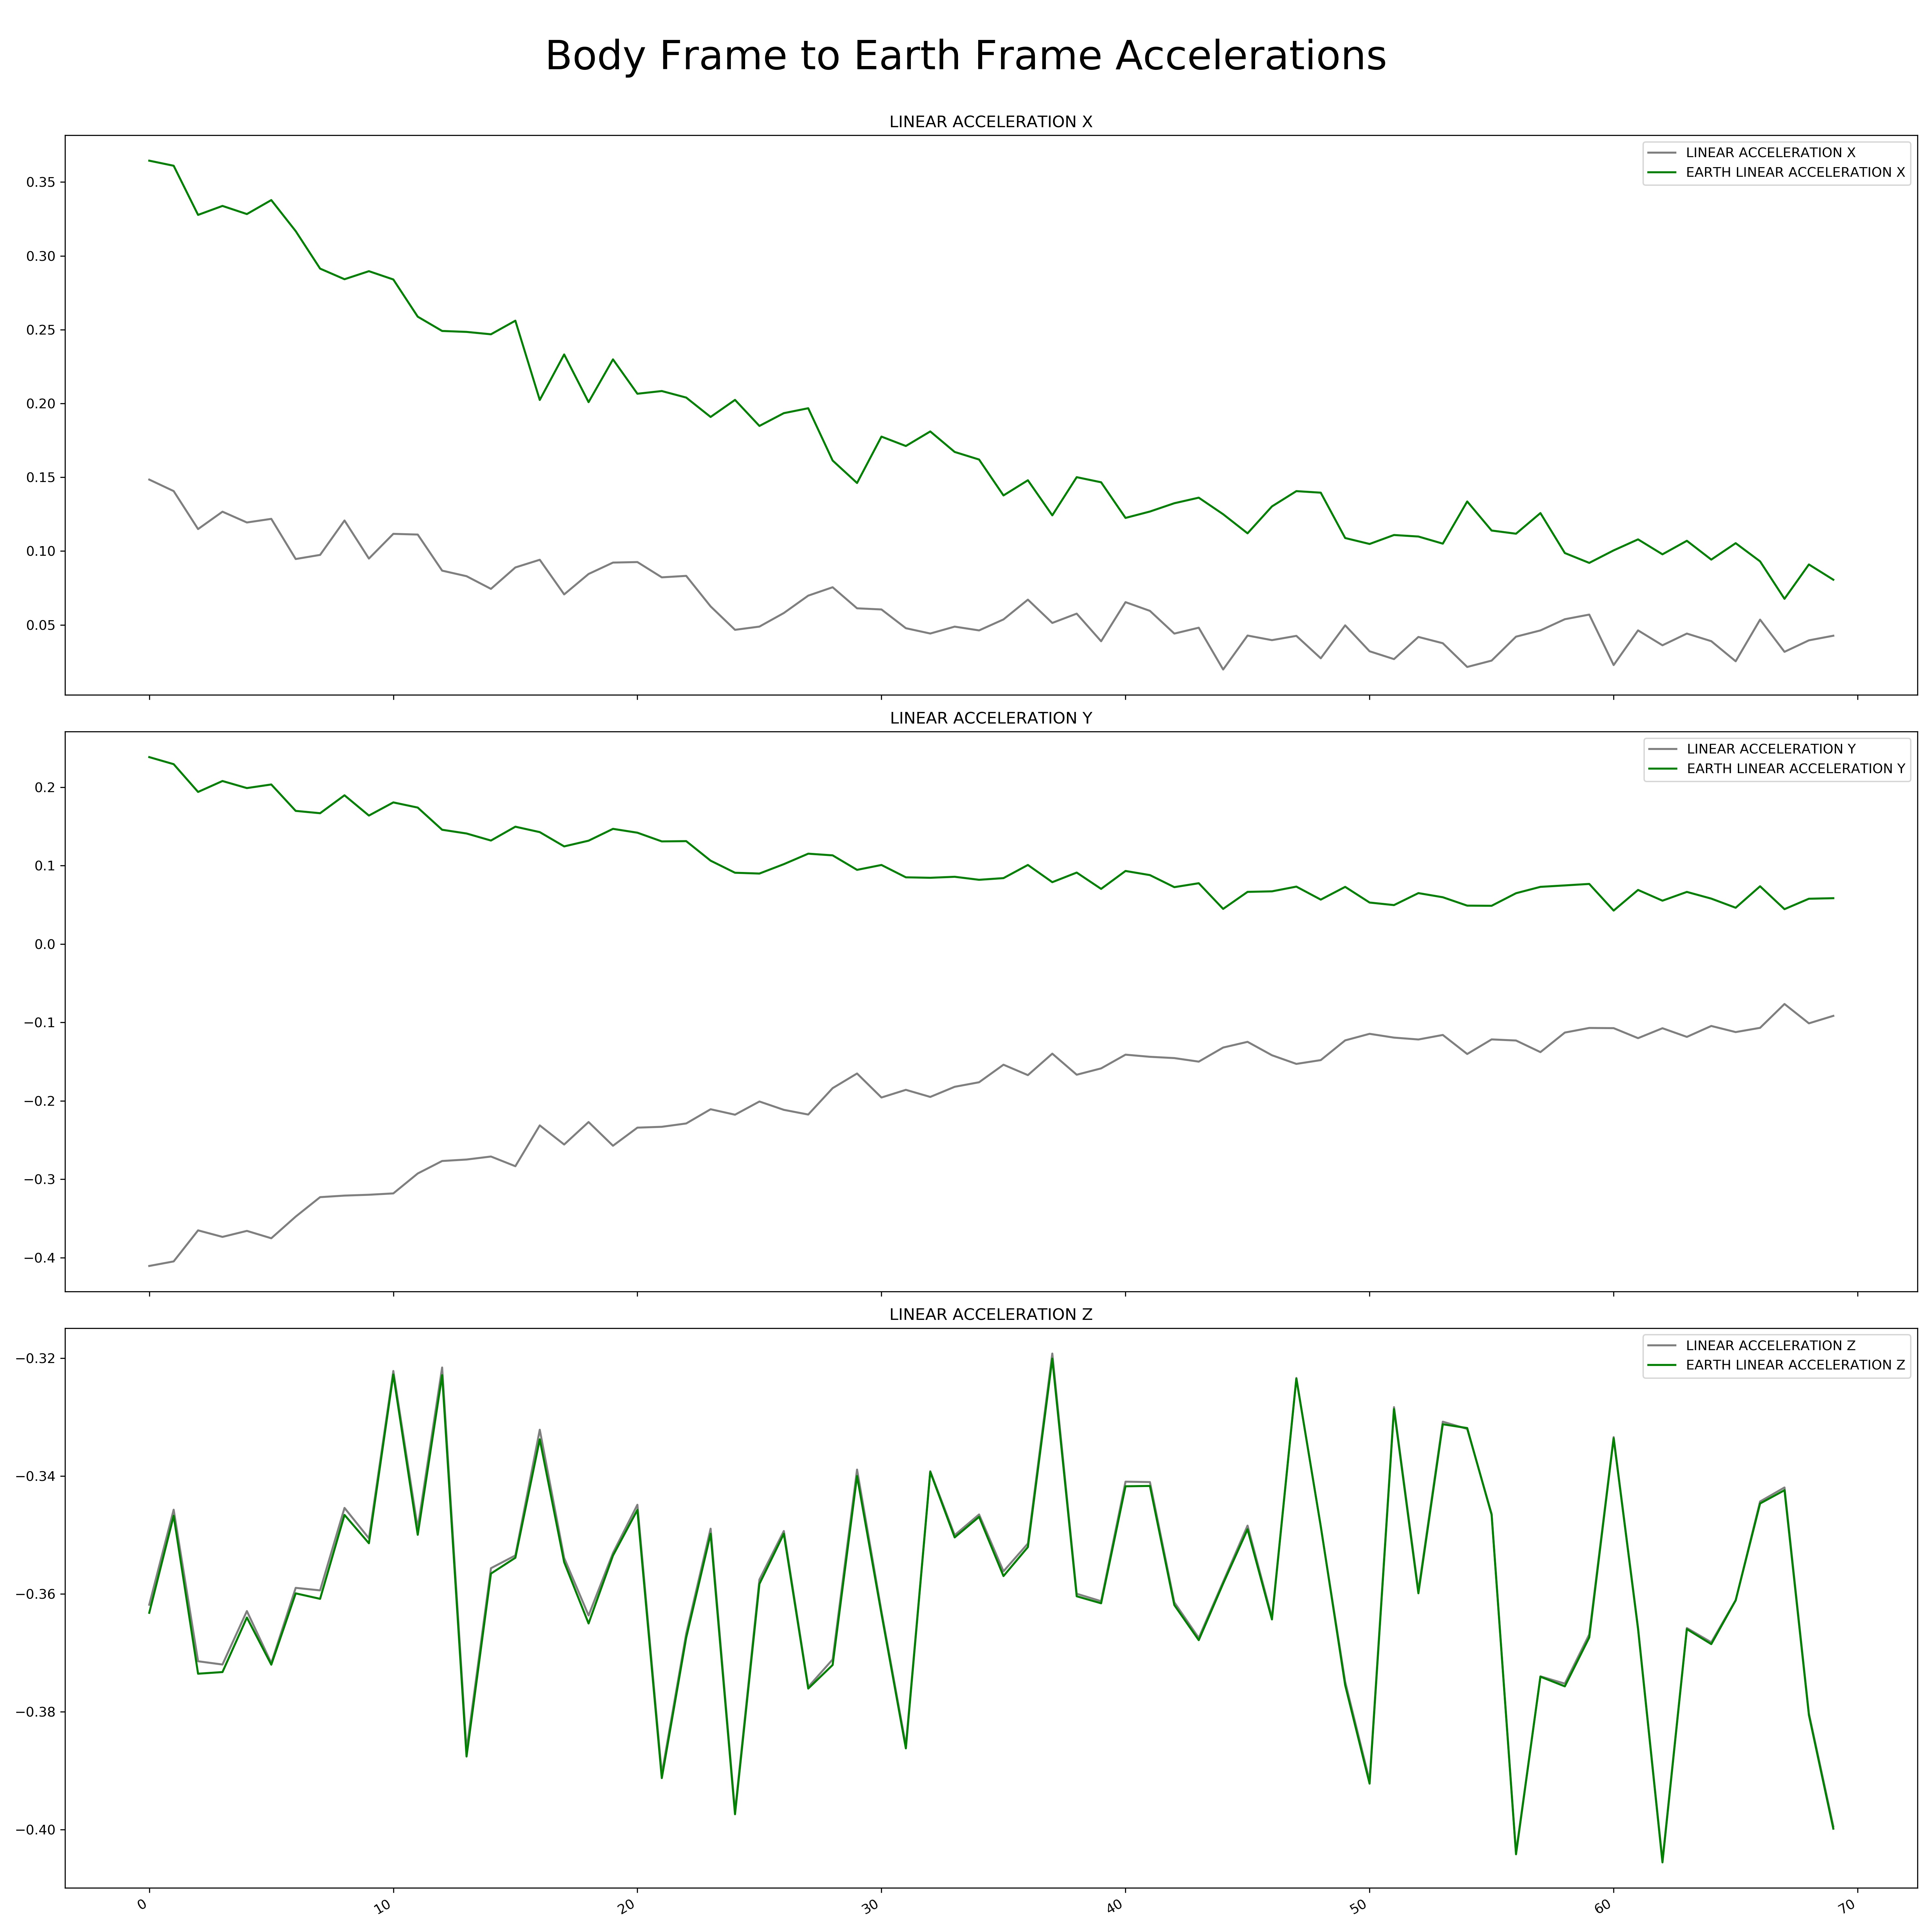 Body Frame to Earth Frame Accelerations
LINEAR ACCELERATION X
LINEAR ACCELERATION X
EARTH LINEAR ACCELERATION X
0.35
0.30
0.25
0.20
0.15
0.10
0.05
LINEAR ACCELERATION Y
LINEAR ACCELERATION Y
EARTH LINEAR ACCELERATION Y
0.2
0.1
0.0
−0.1
−0.2
−0.3
−0.4
LINEAR ACCELERATION Z
LINEAR ACCELERATION Z
EARTH LINEAR ACCELERATION Z
−0.32
−0.34
−0.36
−0.38
−0.40
0 10 20 30 40 50 60 70